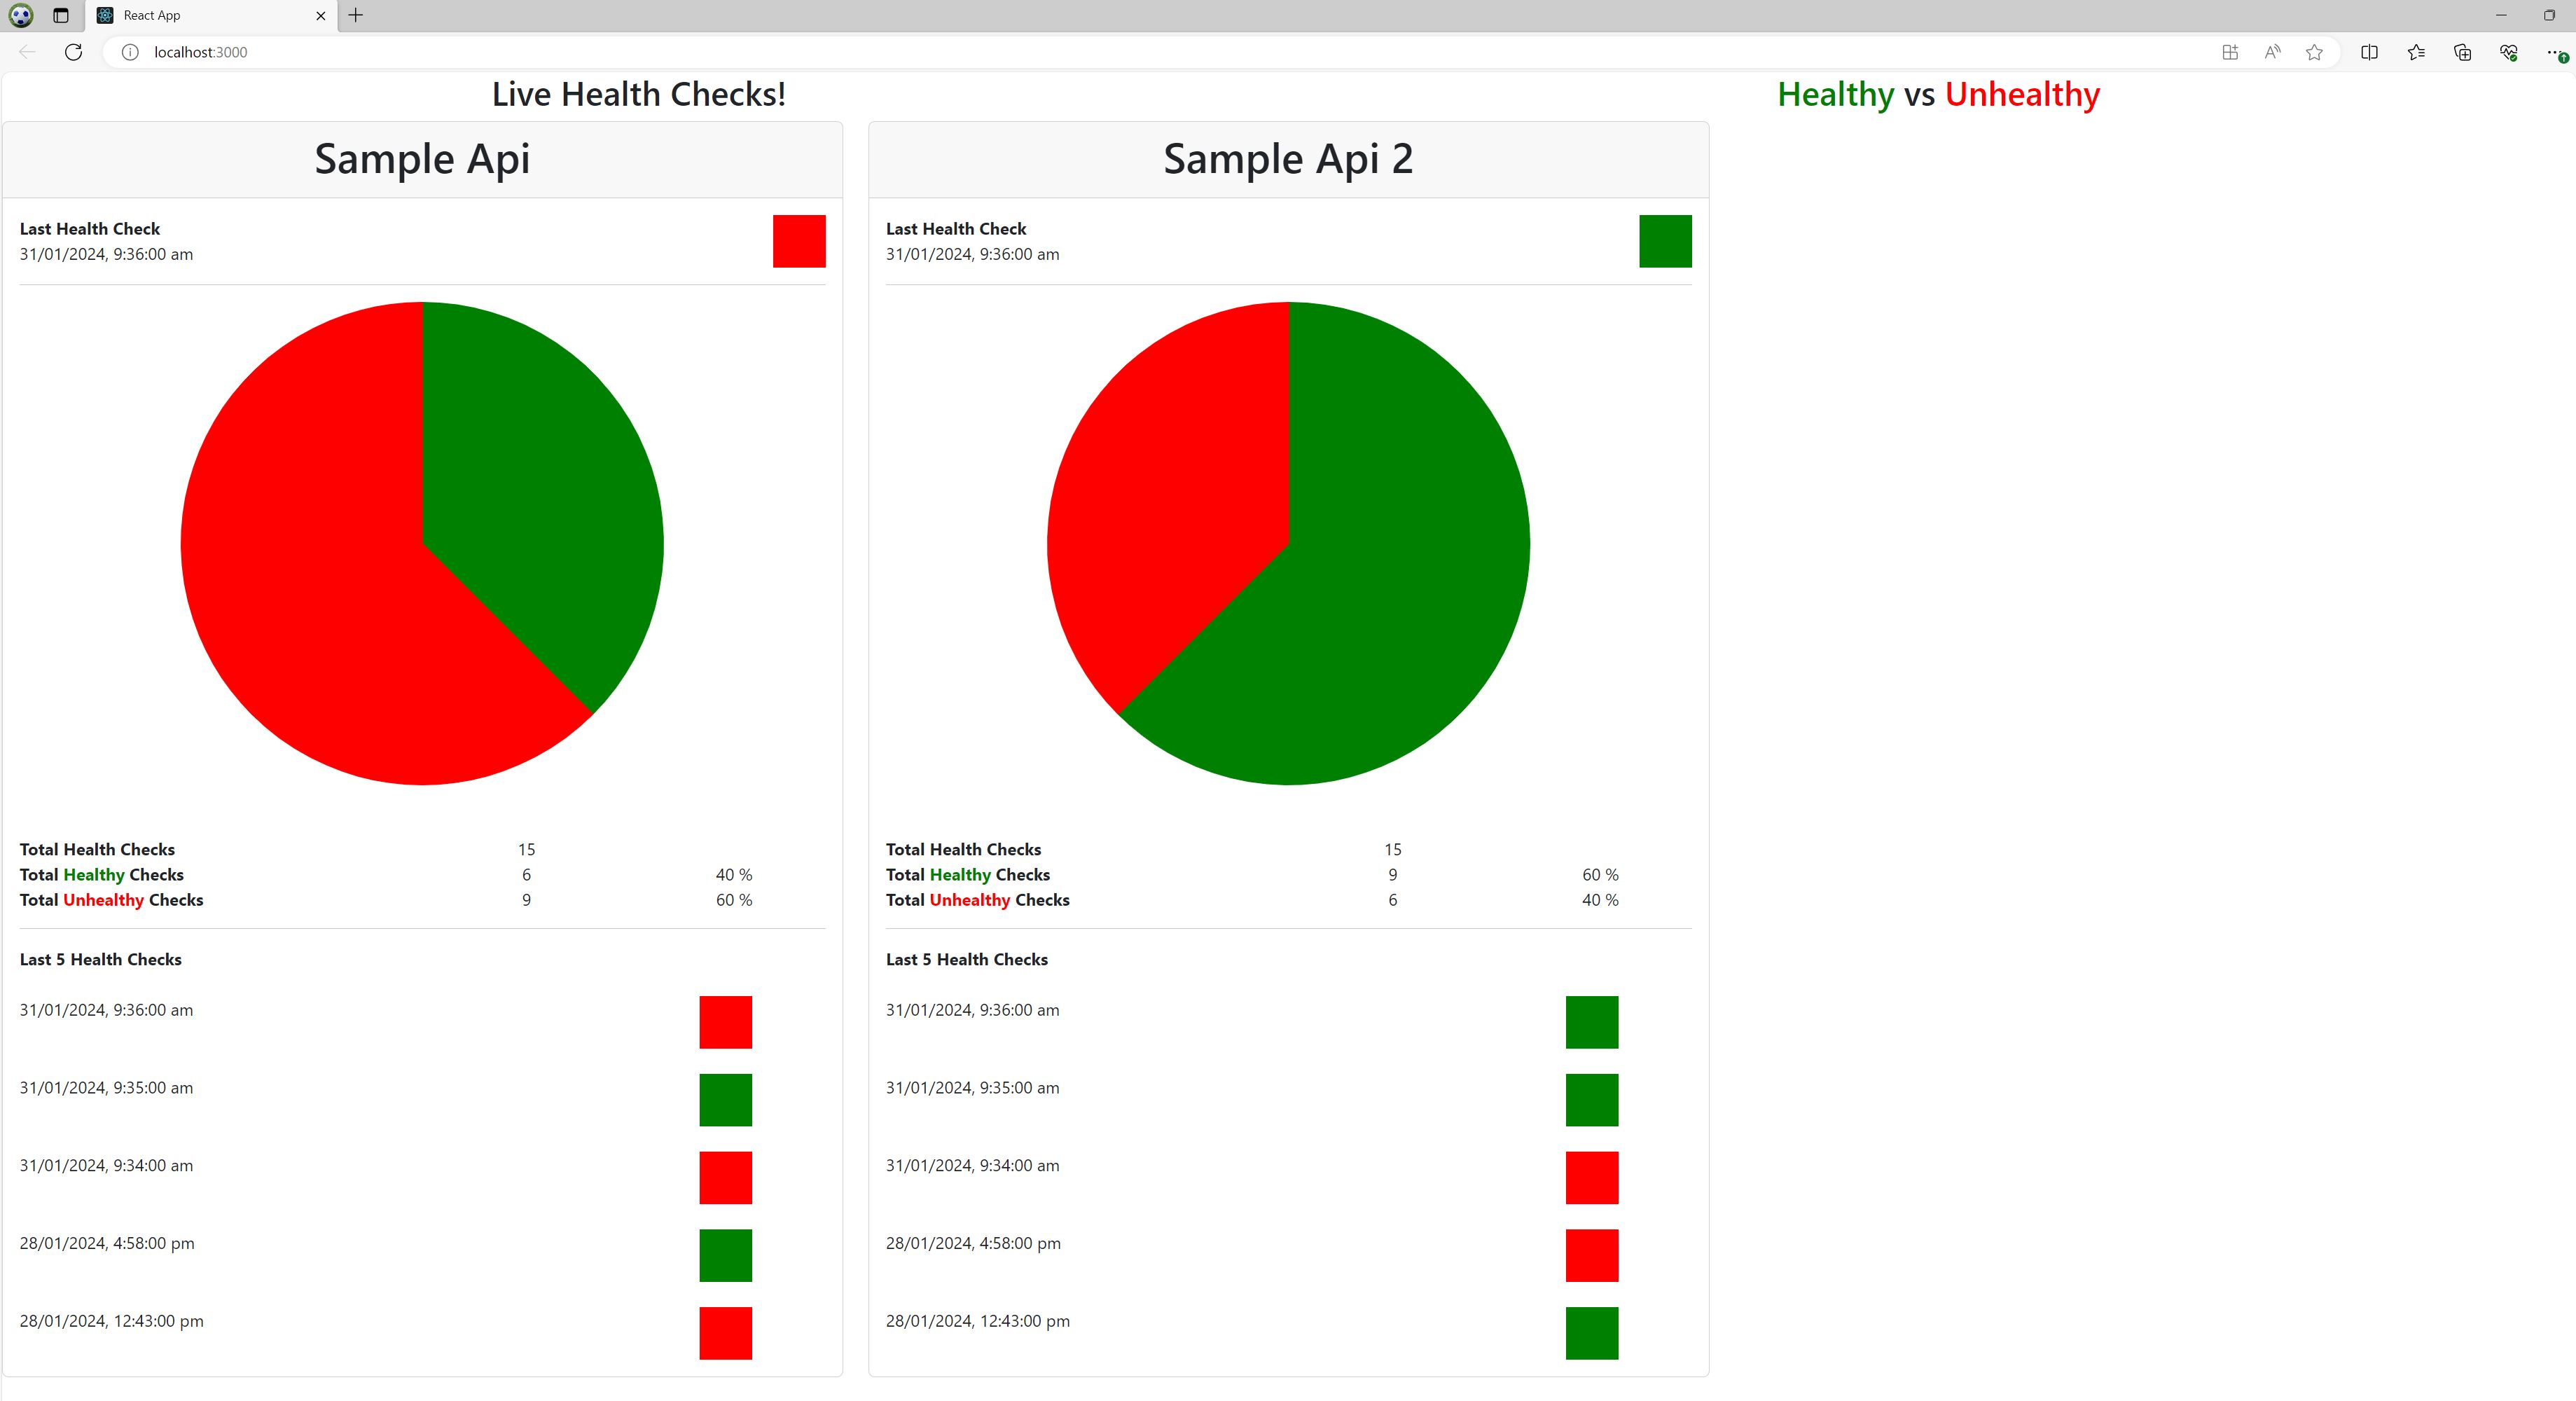 React App
localhost:3000
Live Health Checks!
Healthy vs Unhealthy
Sample Api
Last Health Check
31/01/2024, 9:36:00 am
Total Health Checks 15
Total Healthy Checks 6 40 %
Total Unhealthy Checks 9 60 %
Last 5 Health Checks
31/01/2024, 9:36:00 am
31/01/2024, 9:35:00 am
31/01/2024, 9:34:00 am
28/01/2024, 4:58:00 pm
28/01/2024, 12:43:00 pm
Sample Api 2
Last Health Check
31/01/2024, 9:36:00 am
Total Health Checks 15
Total Healthy Checks 9 60 %
Total Unhealthy Checks 6 40 %
Last 5 Health Checks
31/01/2024, 9:36:00 am
31/01/2024, 9:35:00 am
31/01/2024, 9:34:00 am
28/01/2024, 4:58:00 pm
28/01/2024, 12:43:00 pm